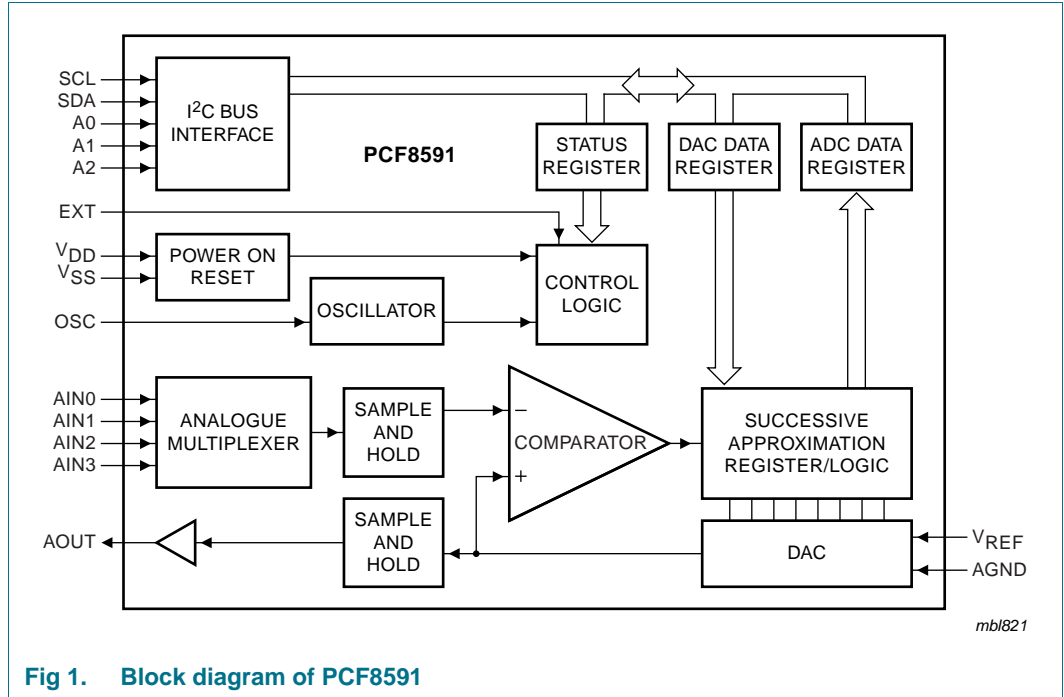 SCL
SDA
A0
A1
A2
I2C BUS
INTERFACE
PCF8591
STATUS
REGISTER
DAC DATA
REGISTER
ADC DATA
REGISTER
EXT
VDD
VSS
POWER ON
RESET
OSC
OSCILLATOR
CONTROL
LOGIC
AIN0
AIN1
AIN2
AIN3
ANALOGUE
MULTIPLEXER
SAMPLE
AND
HOLD
−
COMPARATOR
+
SUCCESSIVE
APPROXIMATION
REGISTER/LOGIC
AOUT
SAMPLE
AND
HOLD
DAC
VREF
AGND
mbl821
Fig 1. Block diagram of PCF8591